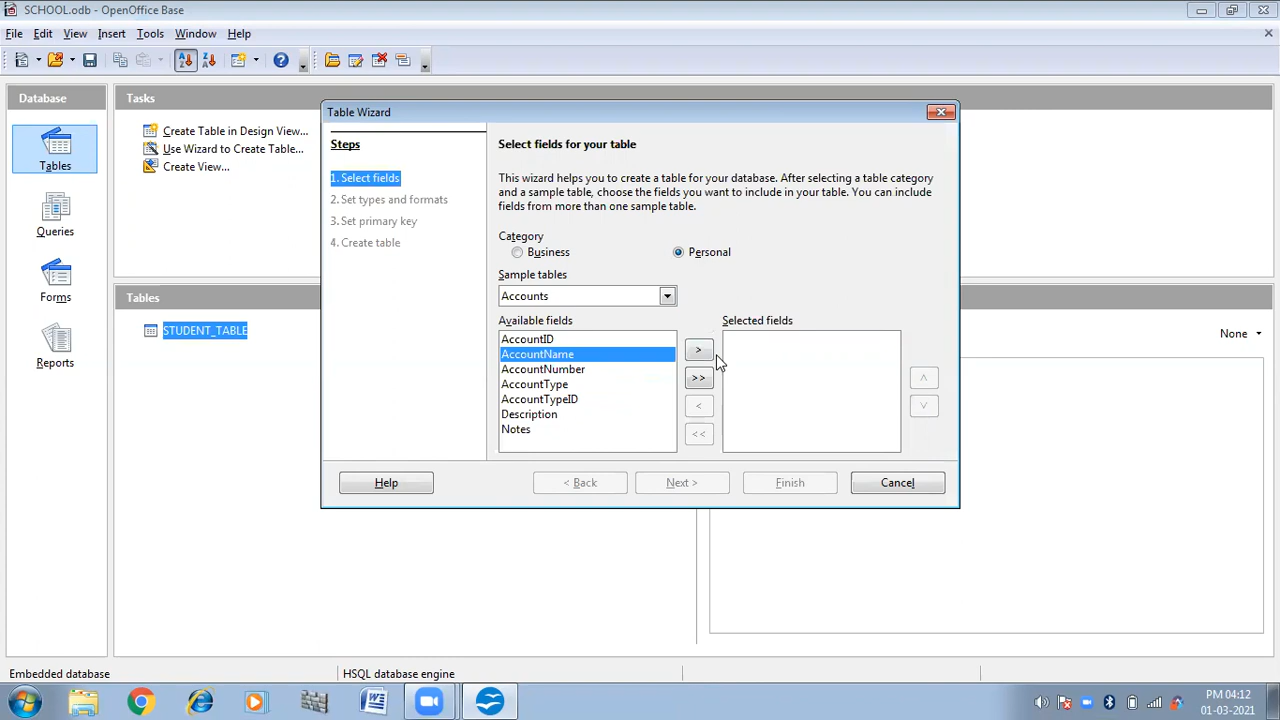 SCHOOL.odb - OpenOffice Base
File Edit View Insert Tools Window Help
Database
Tables
Queries
Forms
Reports
Tasks
Create Table in Design View...
Use Wizard to Create Table...
Create View...
Tables
STUDENT_TABLE
None
Table Wizard
Steps
1. Select fields
2. Set types and formats
3. Set primary key
4. Create table
Select fields for your table
This wizard helps you to create a table for your database. After selecting a table category
and a sample table, choose the fields you want to include in your table. You can include
fields from more than one sample table.
Category
Business Personal
Sample tables
Accounts
Available fields
AccountID
AccountName
AccountNumber
AccountType
AccountTypeID
Description
Notes
>
>>
<
<<
Selected fields
Help < Back Next > Finish Cancel
Embedded database HSQL database engine
PM 04:12
01-03-2021